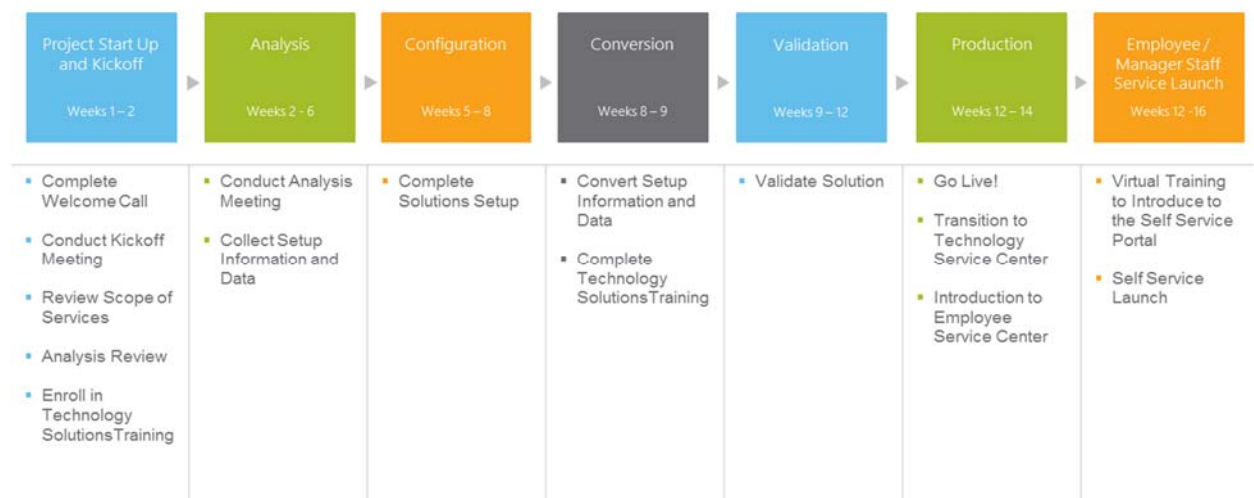 Project Start Up
and Kickoff
Weeks 1 – 2
Analysis
Weeks 2 - 6
Configuration
Weeks 5 – 8
Conversion
Weeks 8 – 9
Validation
Weeks 9 – 12
Production
Weeks 12 – 14
Employee /
Manager Staff
Service Launch
Weeks 12 -16
▪ Complete
Welcome Call
▪ Conduct Kickoff
Meeting
▪ Review Scope of
Services
▪ Analysis Review
▪ Enroll in
Technology
SolutionsTraining
▪ Conduct Analysis
Meeting
▪ Collect Setup
Information and
Data
▪ Complete
Solutions Setup
▪ Convert Setup
Information and
Data
▪ Complete
Technology
SolutionsTraining
▪ Validate Solution
▪ Go Live!
▪ Transition to
Technology
Service Center
▪ Introduction to
Employee
Service Center
▪ Virtual Training
to Introduce to
the Self Service
Portal
▪ Self Service
Launch